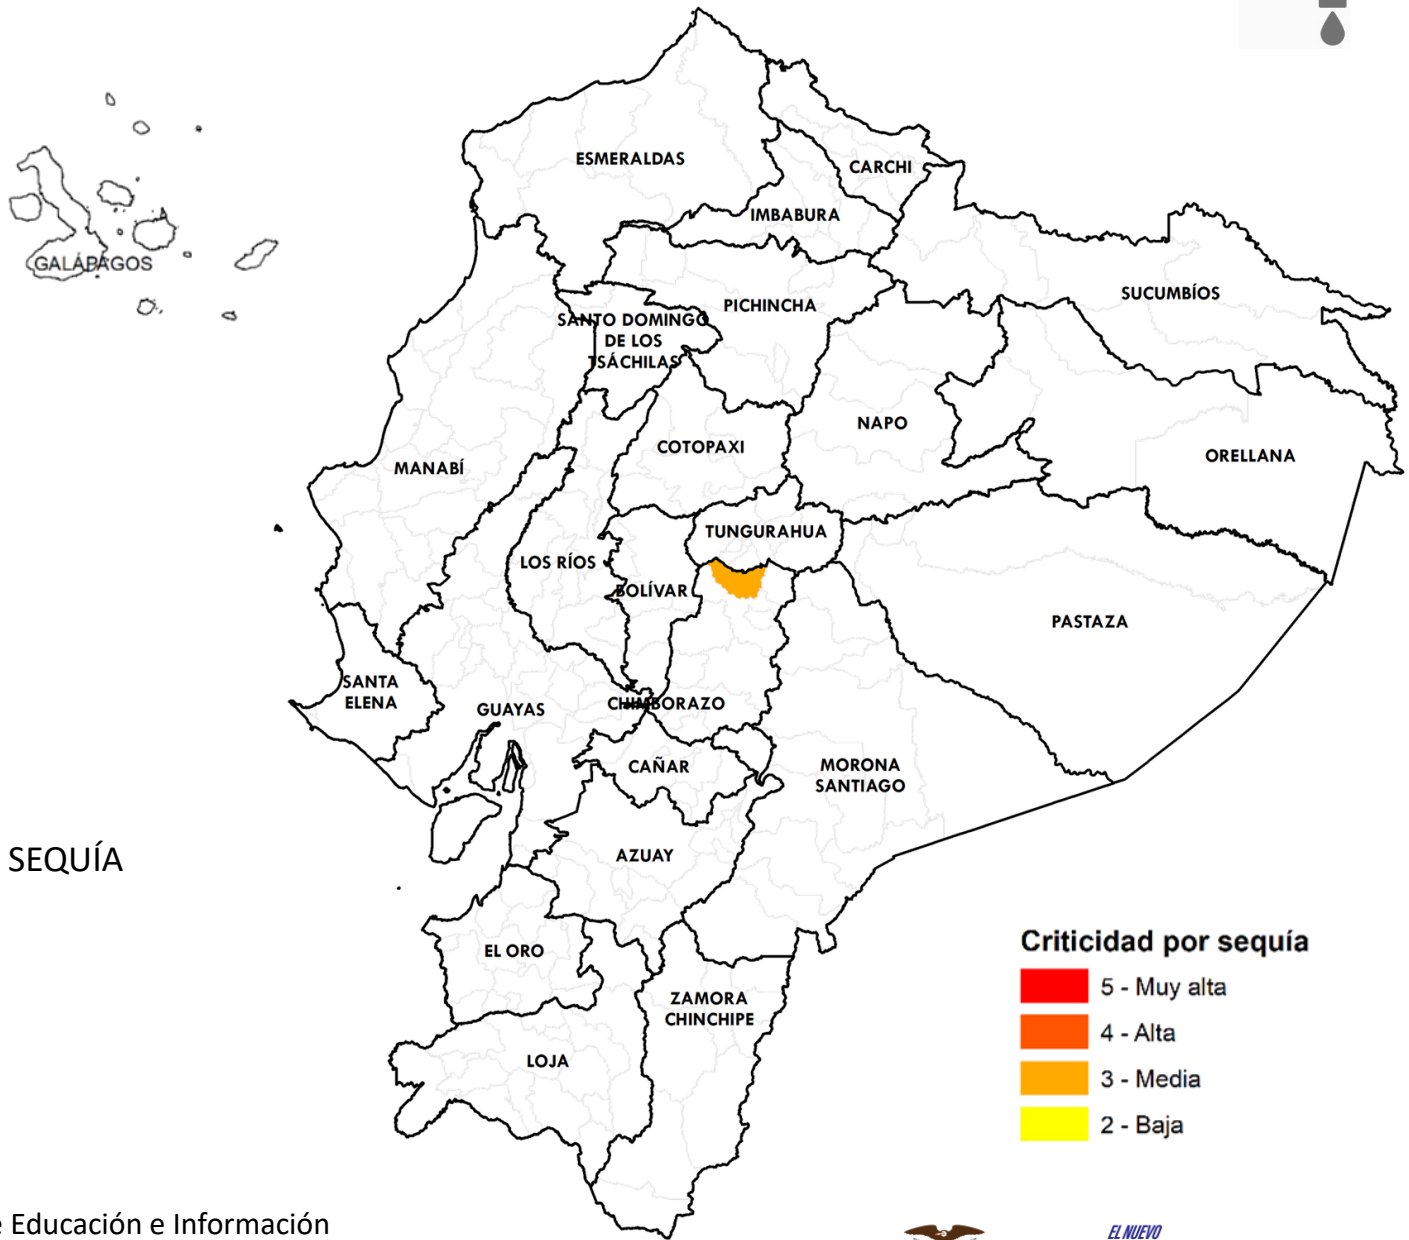 ESMERALDAS
CARCHI
IMBABURA
GALÁPAGOS
SUCUMBÍOS
PICHINCHA
SANTO DOMINGO
DE LOS
TSÁCHILAS
NAPO
COTOPAXI
ORELLANA
MANABÍ
TUNGURAHUA
LOS RÍOS
BOLÍVAR
PASTAZA
SANTA
ELENA
CHIMBORAZO
GUAYAS
CAÑAR
MORONA
SANTIAGO
AZUAY
SEQUÍA
EL ORO
ZAMORA
CHINCHIPE
LOJA
Criticidad por sequía
5 - Muy alta
4 - Alta
3 - Media
2 - Baja
e Educación e Información
EL NUEVO